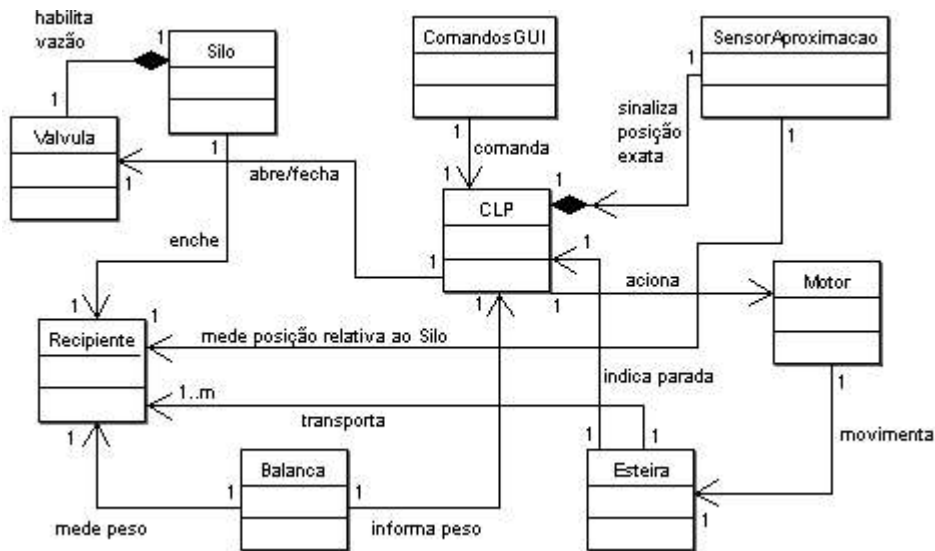 habilita
vazão
1
Silo
ComandosGUI
SensorAproximacao
1
Valvula
1
1
abre/fecha
1
comanda
1
sinaliza
posição
exata
1
1
1
CLP
1
enche
1
1
aciona
1
Motor
1
1
1
Recipiente
mede posição relativa ao Silo
1
indica parada
1
1..m
transporta
1
1
1
movimenta
Balanca
1
1
Esteira
mede peso
informa peso
1